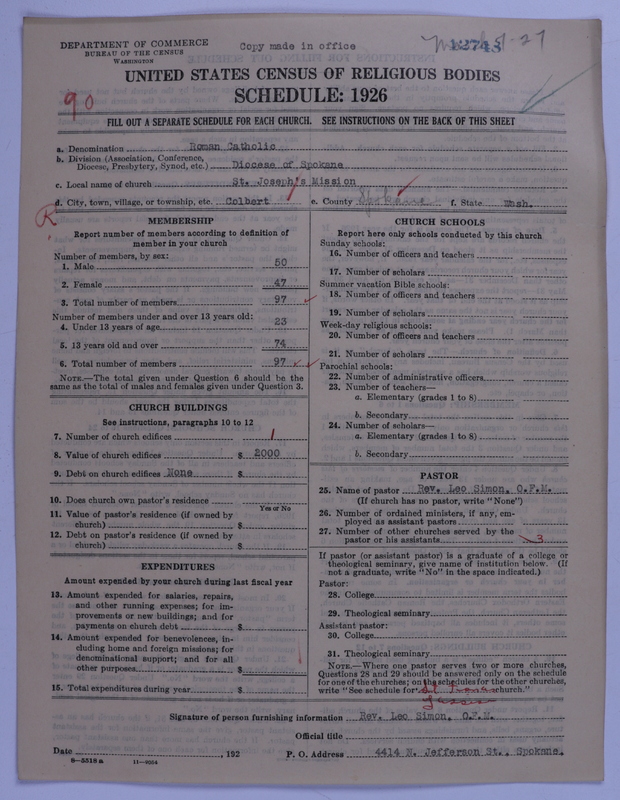 DEPARTMENT OF COMMERCE
BUREAU OF THE CENSUS
WASHINGTON
Copy made in office
12743
UNITED STATES CENSUS OF RELIGIOUS BODIES
SCHEDULE: 1926
90
FILL OUT A SEPARATE SCHEDULE FOR EACH CHURCH. SEE INSTRUCTIONS ON THE BACK OF THIS SHEET
a. Denomination Roman Catholic
b. Division (Association, Conference,
Diocese, Presbytery, Synod, etc.) Diocese of Spokane
c. Local name of church St. Joseph's Mission
d. City, town, village, or township, etc. Colbert e. County Spokane f. State Wash.
R
MEMBERSHIP
Report number of members according to definition of
member in your church
Number of members, by sex:
1. Male 50
2. Female 47
3. Total number of members 97
Number of members under and over 13 years old:
4. Under 13 years of age 23
5. 13 years old and over 74
6. Total number of members 97
NOTE.—The total given under Question 6 should be the
same as the total of males and females given under Question 3.
CHURCH BUILDINGS
See instructions, paragraphs 10 to 12
7. Number of church edifices 1
8. Value of church edifices $ 2000
9. Debt on church edifices None $
10. Does church own pastor's residence
Yes or No
11. Value of pastor's residence (if owned by
church) $
12. Debt on pastor's residence (if owned by
church) $
EXPENDITURES
Amount expended by your church during last fiscal year
13. Amount expended for salaries, repairs,
and other running expenses; for im-
provements or new buildings; and for
payments on church debt $
14. Amount expended for benevolences, in-
cluding home and foreign missions; for
denominational support; and for all
other purposes $
15. Total expenditures during year $
CHURCH SCHOOLS
Report here only schools conducted by this church
Sunday schools:
16. Number of officers and teachers
17. Number of scholars
Summer vacation Bible schools:
18. Number of officers and teachers
19. Number of scholars
Week-day religious schools:
20. Number of officers and teachers
21. Number of scholars
Parochial schools:
22. Number of administrative officers
23. Number of teachers—
a. Elementary (grades 1 to 8)
b. Secondary
24. Number of scholars—
a. Elementary (grades 1 to 8)
b. Secondary
PASTOR
25. Name of pastor Rev. Leo Simon, O.F.M.
(If church has no pastor, write "None")
26. Number of ordained ministers, if any, em-
ployed as assistant pastors
27. Number of other churches served by the
pastor or his assistants 3
If pastor (or assistant pastor) is a graduate of a college or
theological seminary, give name of institution below. (If
not a graduate, write "No" in the space indicated.)
Pastor:
28. College
29. Theological seminary
Assistant pastor:
30. College
31. Theological seminary
NOTE.—Where one pastor serves two or more churches,
Questions 28 and 29 should be answered only on the schedule
for one of the churches; on the schedules for the other churches,
write "See schedule for church."
Signature of person furnishing information Rev. Leo Simon, O.F.M.
Official title
Date , 192 P. O. Address 4414 N. Jefferson St., Spokane.
8—5518 a 11—9084